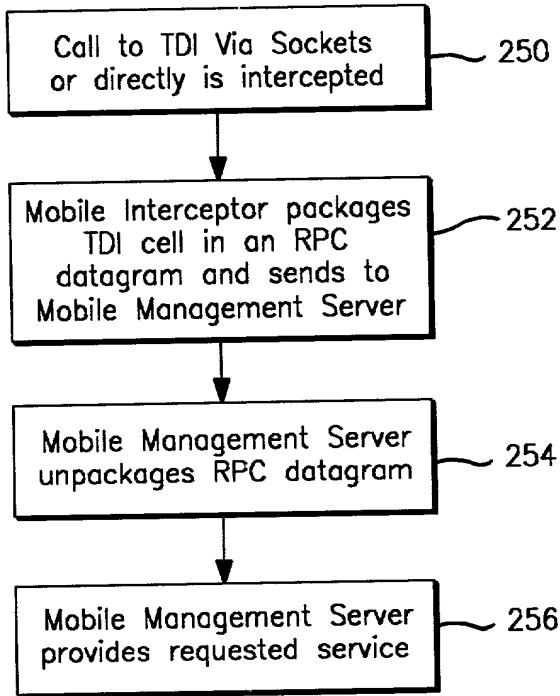 Call to TDI Via Sockets
or directly is intercepted
250
Mobile Interceptor packages
TDI cell in an RPC
datagram and sends to
Mobile Management Server
252
Mobile Management Server
unpackages RPC datagram
254
Mobile Management Server
provides requested service
256